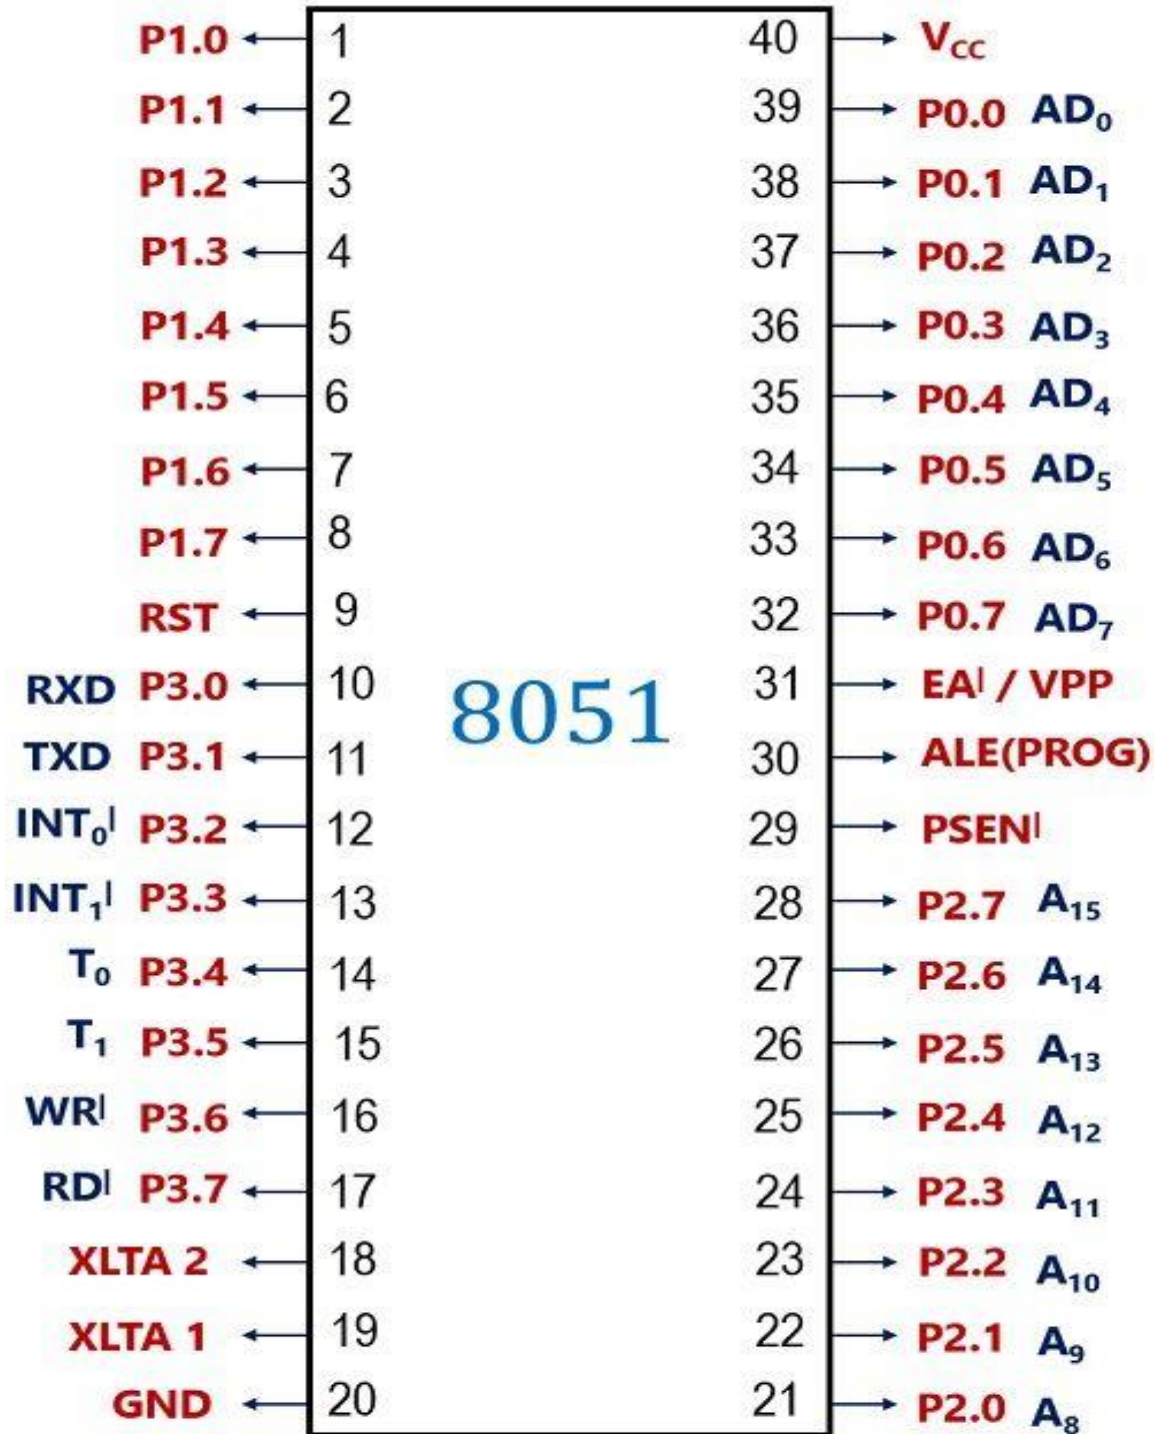 P1.0 1 40 VCC
P1.1 2 39 P0.0 AD0
P1.2 3 38 P0.1 AD1
P1.3 4 37 P0.2 AD2
P1.4 5 36 P0.3 AD3
P1.5 6 35 P0.4 AD4
P1.6 7 34 P0.5 AD5
P1.7 8 33 P0.6 AD6
RST 9 32 P0.7 AD7
RXD P3.0 10 31 EA| / VPP
8051
TXD P3.1 11 30 ALE(PROG)
INT0| P3.2 12 29 PSEN|
INT1| P3.3 13 28 P2.7 A15
T0 P3.4 14 27 P2.6 A14
T1 P3.5 15 26 P2.5 A13
WR| P3.6 16 25 P2.4 A12
RD| P3.7 17 24 P2.3 A11
XLTA 2 18 23 P2.2 A10
XLTA 1 19 22 P2.1 A9
GND 20 21 P2.0 A8